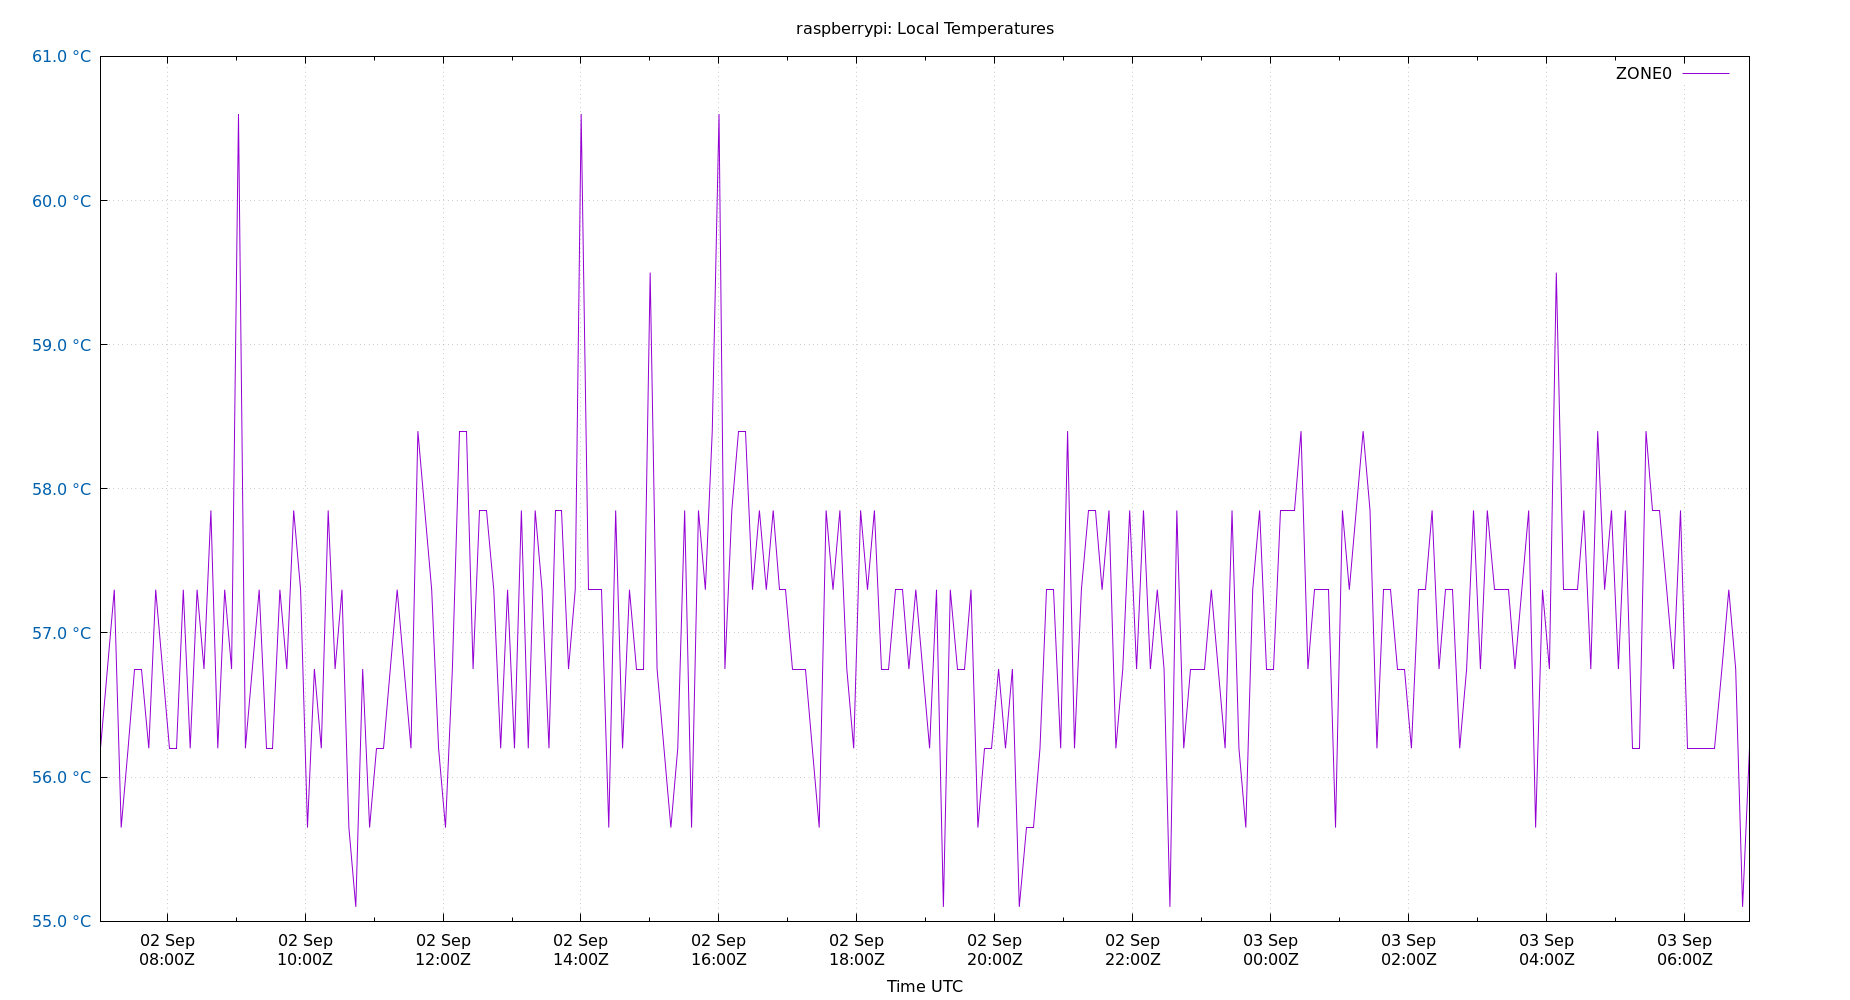 raspberrypi: Local Temperatures
61.0 °C
ZONE0
60.0 °C
59.0 °C
58.0 °C
57.0 °C
56.0 °C
55.0 °C
02 Sep 02 Sep 02 Sep 02 Sep 02 Sep 02 Sep 02 Sep 02 Sep 03 Sep 03 Sep 03 Sep 03 Sep
08:00Z 10:00Z 12:00Z 14:00Z 16:00Z 18:00Z 20:00Z 22:00Z 00:00Z 02:00Z 04:00Z 06:00Z
Time UTC